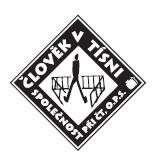 ČLOVĚK V TÍSNI
SPOLEČNOST PŘI ČT, O.P.S.